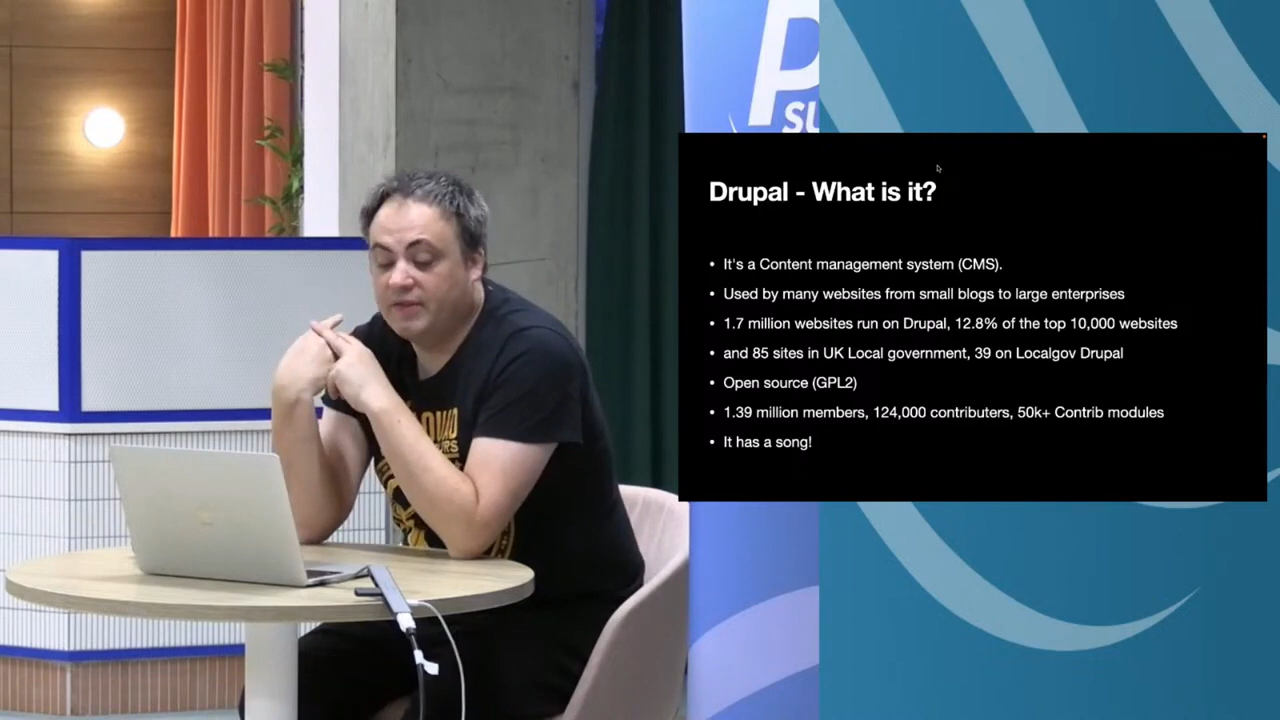 P
SU
Drupal - What is it?
• It's a Content management system (CMS).
• Used by many websites from small blogs to large enterprises
• 1.7 million websites run on Drupal, 12.8% of the top 10,000 websites
• and 85 sites in UK Local government, 39 on Localgov Drupal
• Open source (GPL2)
• 1.39 million members, 124,000 contributers, 50k+ Contrib modules
• It has a song!